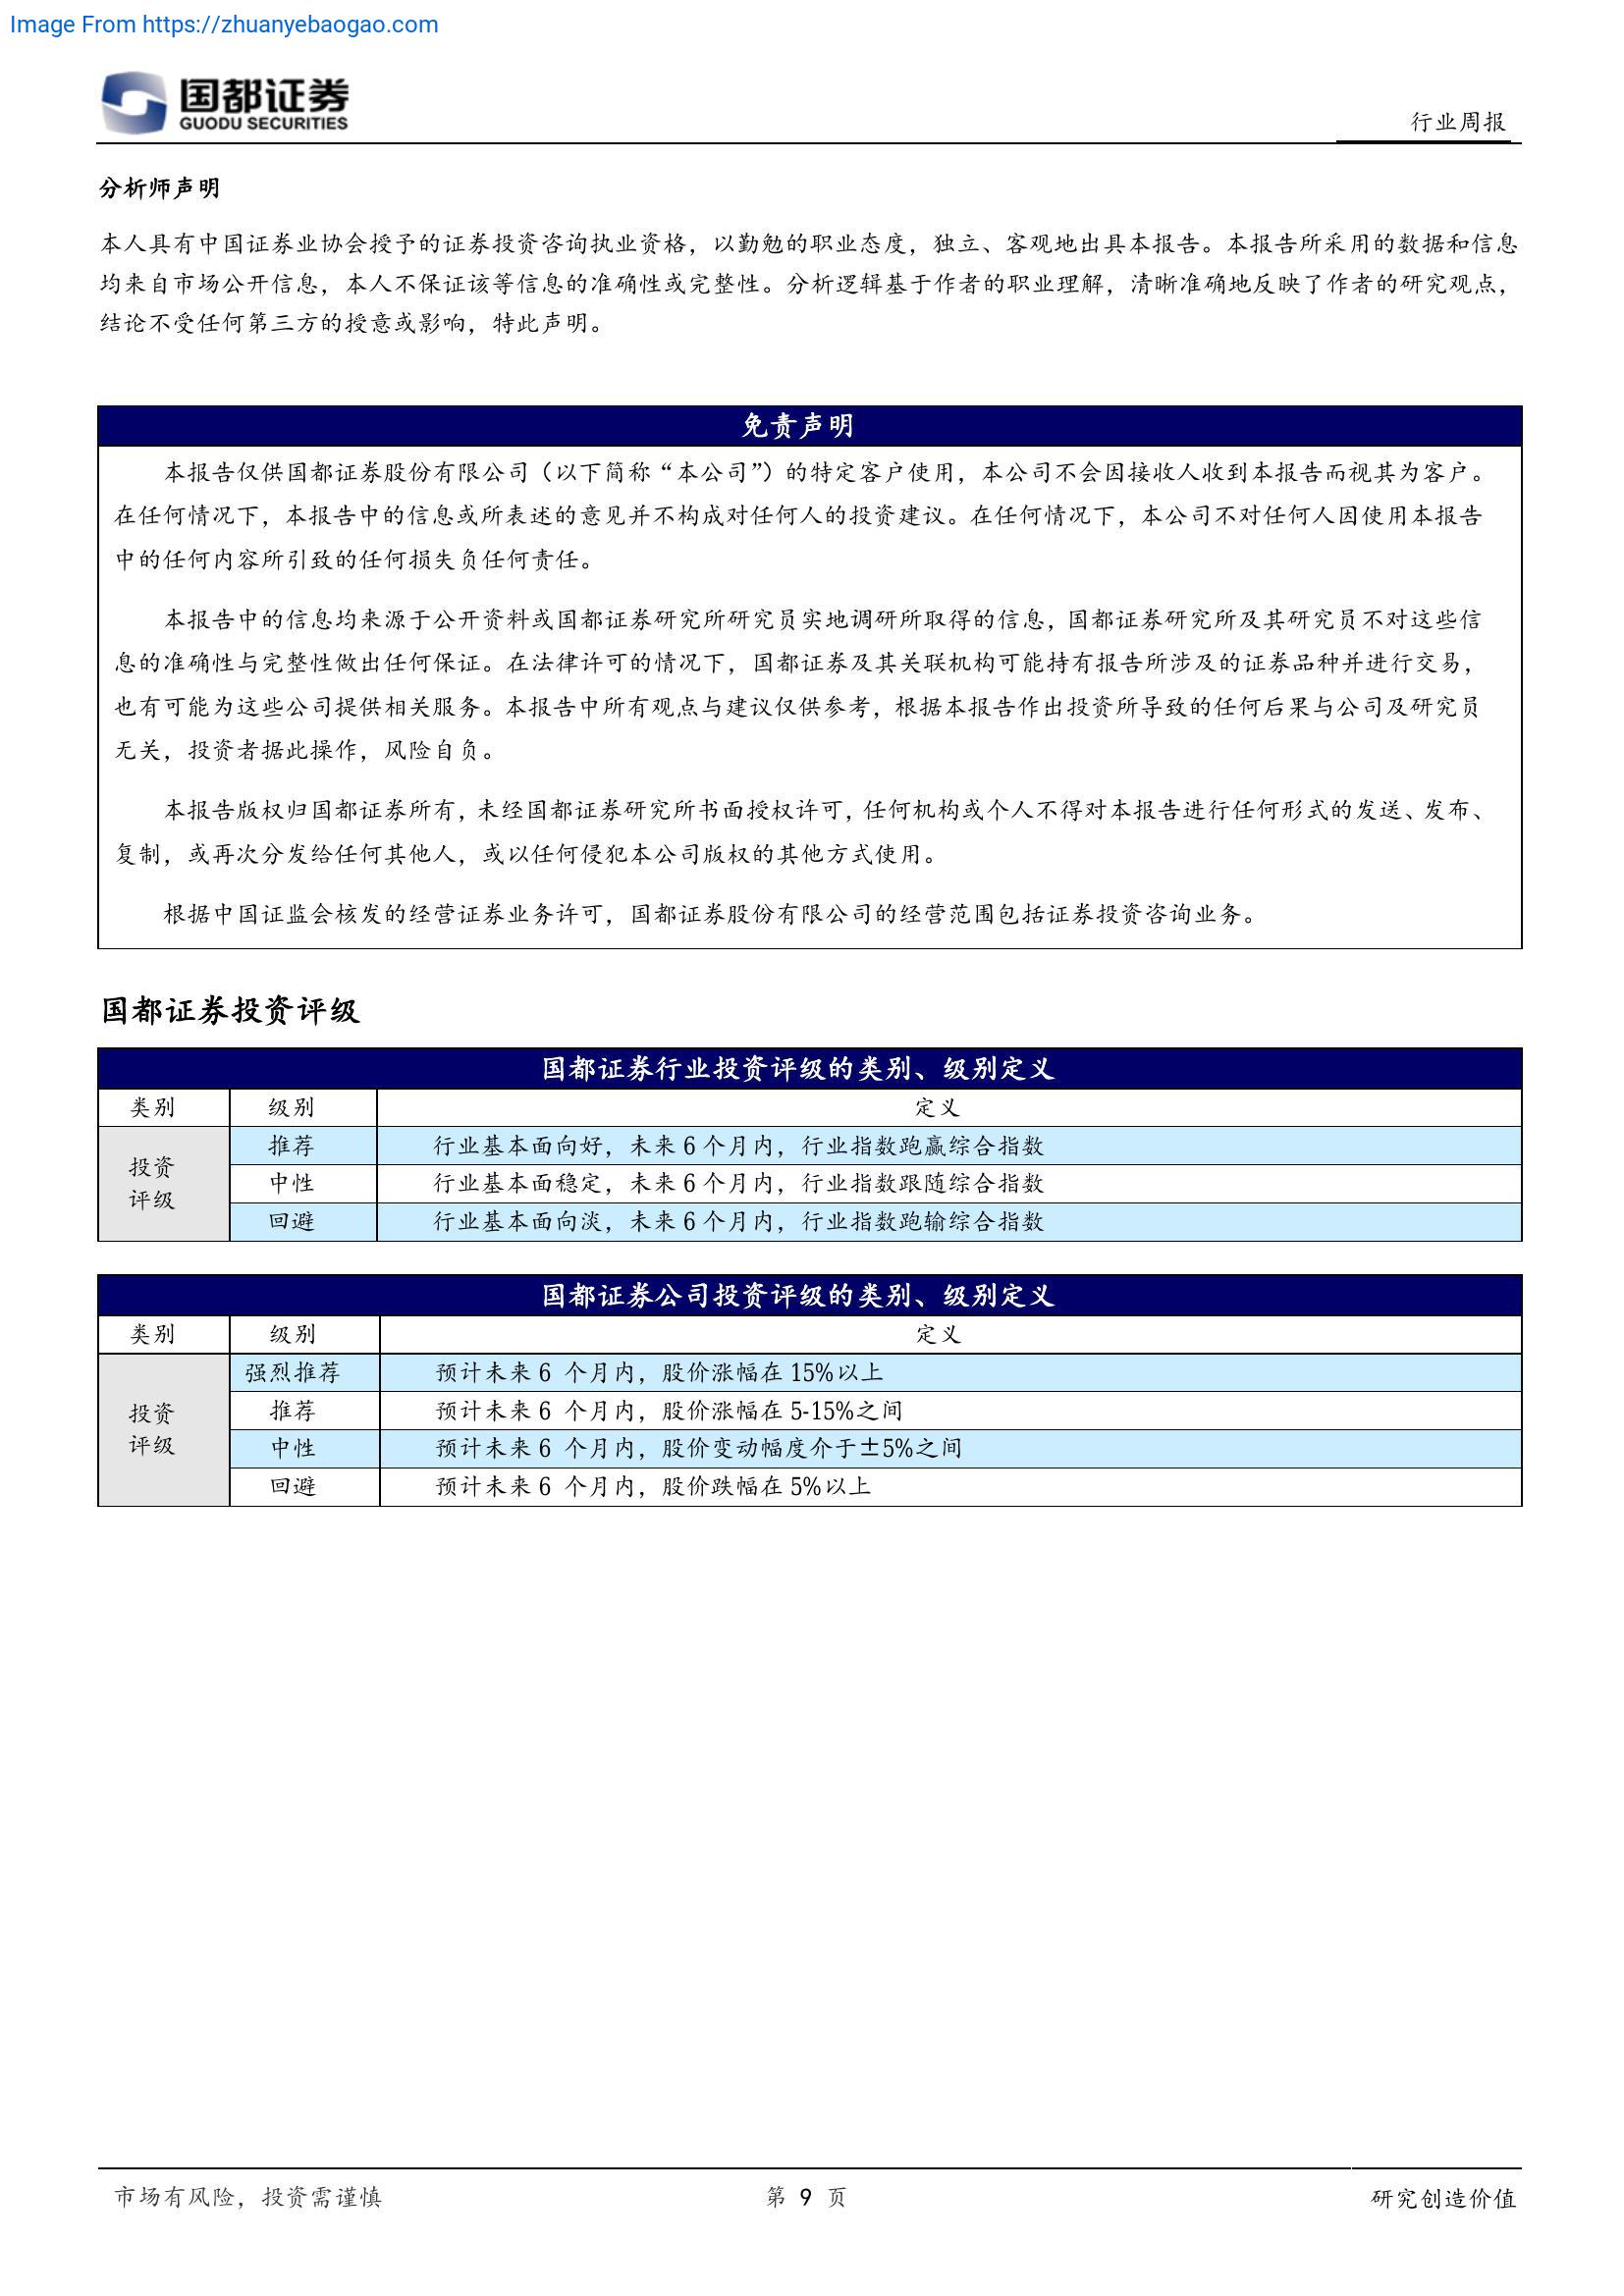 Image From https://zhuanyebaogao.com
国都证券
GUODU SECURITIES
行业周报
分析师声明
本人具有中国证券业协会授予的证券投资咨询执业资格，以勤勉的职业态度，独立、客观地出具本报告。本报告所采用的数据和信息
均来自市场公开信息，本人不保证该等信息的准确性或完整性。分析逻辑基于作者的职业理解，清晰准确地反映了作者的研究观点，
结论不受任何第三方的授意或影响，特此声明。
免责声明
本报告仅供国都证券股份有限公司（以下简称“本公司”）的特定客户使用，本公司不会因接收人收到本报告而视其为客户。
在任何情况下，本报告中的信息或所表述的意见并不构成对任何人的投资建议。在任何情况下，本公司不对任何人因使用本报告
中的任何内容所引致的任何损失负任何责任。
本报告中的信息均来源于公开资料或国都证券研究所研究员实地调研所取得的信息，国都证券研究所及其研究员不对这些信
息的准确性与完整性做出任何保证。在法律许可的情况下，国都证券及其关联机构可能持有报告所涉及的证券品种并进行交易，
也有可能为这些公司提供相关服务。本报告中所有观点与建议仅供参考，根据本报告作出投资所导致的任何后果与公司及研究员
无关，投资者据此操作，风险自负。
本报告版权归国都证券所有，未经国都证券研究所书面授权许可，任何机构或个人不得对本报告进行任何形式的发送、发布、
复制，或再次分发给任何其他人，或以任何侵犯本公司版权的其他方式使用。
根据中国证监会核发的经营证券业务许可，国都证券股份有限公司的经营范围包括证券投资咨询业务。
国都证券投资评级
国都证券行业投资评级的类别、级别定义
类别 级别 定义
投资
评级
推荐 行业基本面向好，未来 6 个月内，行业指数跑赢综合指数
中性 行业基本面稳定，未来 6 个月内，行业指数跟随综合指数
回避 行业基本面向淡，未来 6 个月内，行业指数跑输综合指数
国都证券公司投资评级的类别、级别定义
类别 级别 定义
投资
评级
强烈推荐 预计未来 6 个月内，股价涨幅在 15%以上
推荐 预计未来 6 个月内，股价涨幅在 5-15%之间
中性 预计未来 6 个月内，股价变动幅度介于±5%之间
回避 预计未来 6 个月内，股价跌幅在 5%以上
市场有风险，投资需谨慎 第 9 页 研究创造价值